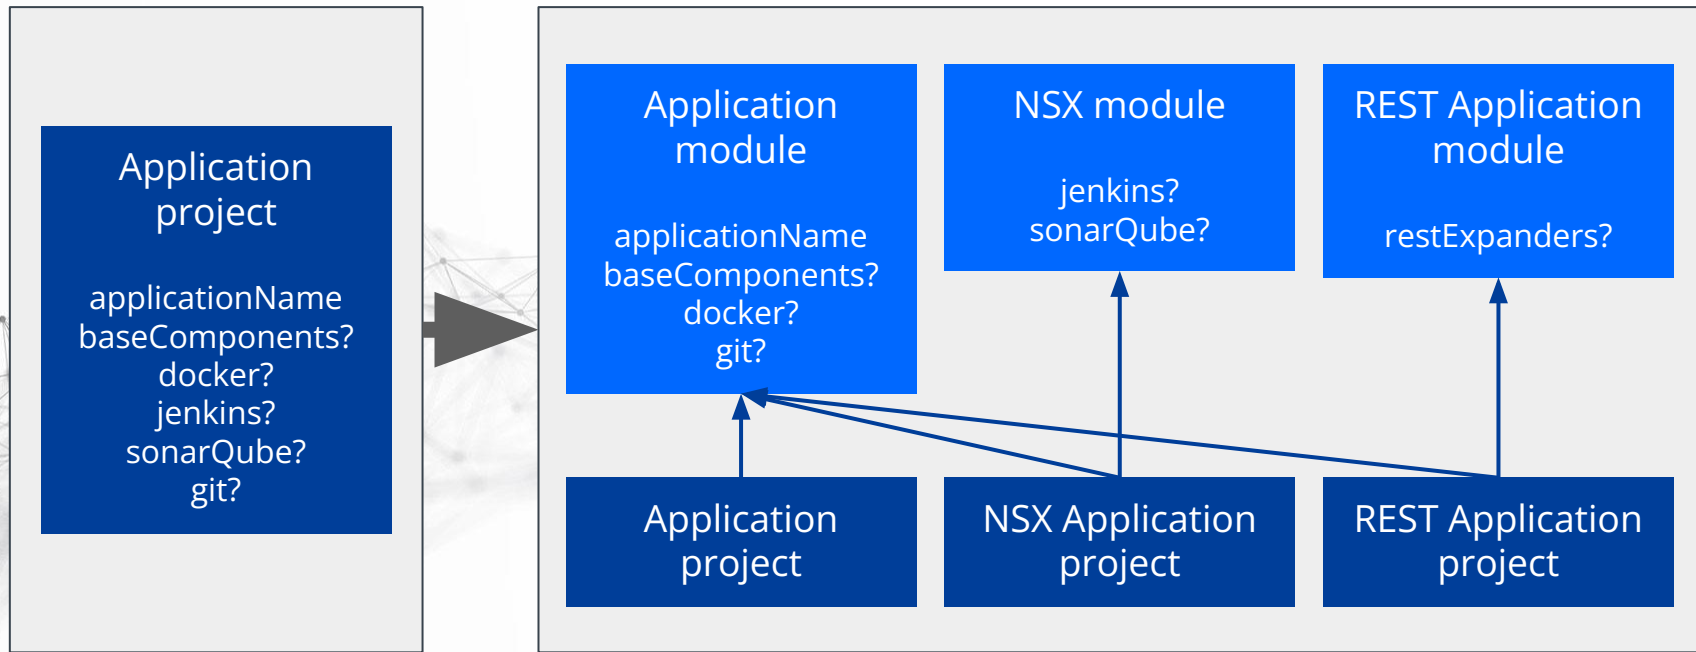 Application
project
applicationName
baseComponents?
docker?
jenkins?
sonarQube?
git?
Application
module
applicationName
baseComponents?
docker?
git?
NSX module
jenkins?
sonarQube?
REST Application
module
restExpanders?
Application
project
NSX Application
project
REST Application
project